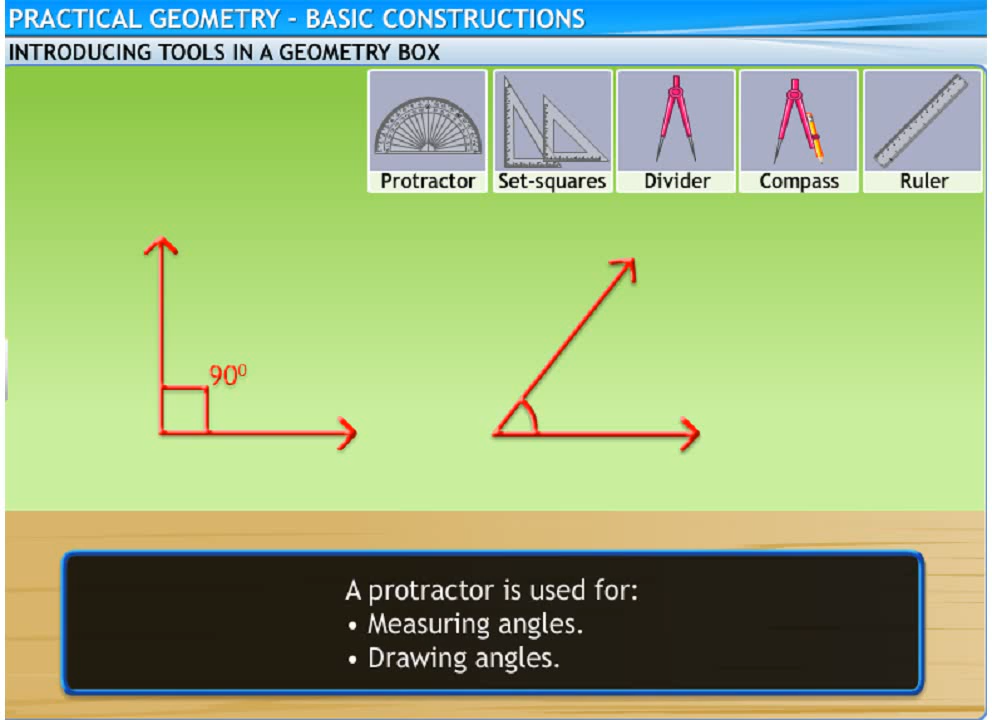 PRACTICAL GEOMETRY - BASIC CONSTRUCTIONS
INTRODUCING TOOLS IN A GEOMETRY BOX
Protractor
Set-squares
Divider
Compass
Ruler
90⁰
A protractor is used for:
• Measuring angles.
• Drawing angles.